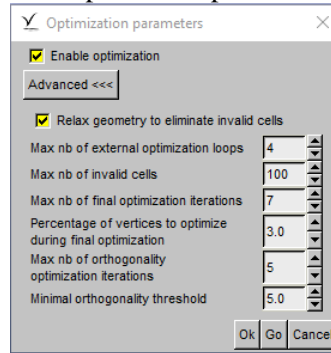 Optimization parameters
Enable optimization
Advanced <<<
Relax geometry to eliminate invalid cells
Max nb of external optimization loops 4
Max nb of invalid cells 100
Max nb of final optimization iterations 7
Percentage of vertices to optimize
during final optimization 3.0
Max nb of orthogonality
optimization iterations 5
Minimal orthogonality threshold 5.0
Ok Go Cancel